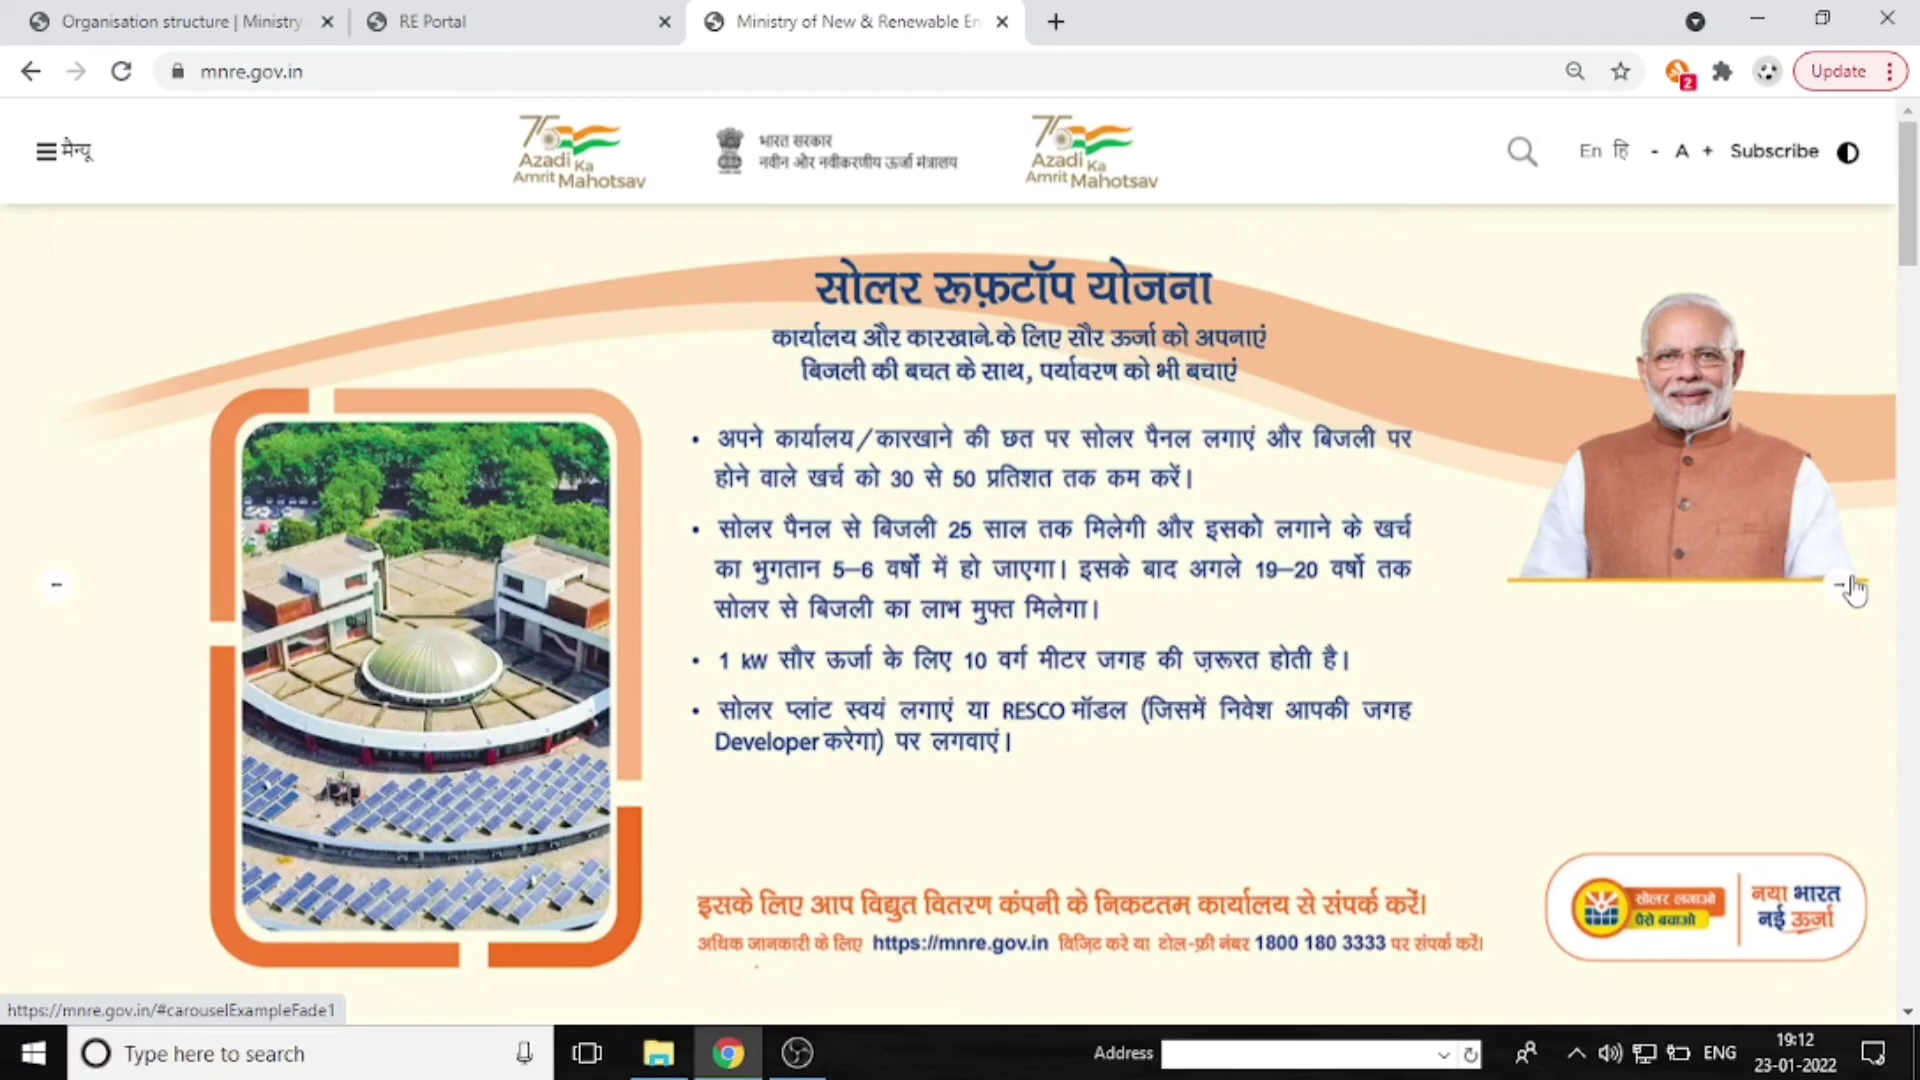 Organisation structure | Ministry
RE Portal
Ministry of New & Renewable En
mnre.gov.in
2
Update
मैन्यू
75
Azadi Ka
Amrit Mahotsav
भारत सरकार
नवीन और नवीकरणीय ऊर्जा मंत्रालय
75
Azadi Ka
Amrit Mahotsav
En हि - A + Subscribe
सोलर रूफ़टॉप योजना
कार्यालय और कारखाने के लिए सौर ऊर्जा को अपनाएं
बिजली की बचत के साथ, पर्यावरण को भी बचाएं
• अपने कार्यालय/कारखाने की छत पर सोलर पैनल लगाएं और बिजली पर
होने वाले खर्च को 30 से 50 प्रतिशत तक कम करें।
• सोलर पैनल से बिजली 25 साल तक मिलेगी और इसको लगाने के खर्च
का भुगतान 5–6 वर्षों में हो जाएगा। इसके बाद अगले 19–20 वर्षो तक
सोलर से बिजली का लाभ मुफ्त मिलेगा।
• 1 kw सौर ऊर्जा के लिए 10 वर्ग मीटर जगह की ज़रूरत होती है।
• सोलर प्लांट स्वयं लगाएं या RESCO मॉडल (जिसमें निवेश आपकी जगह
Developer करेगा) पर लगवाएं।
इसके लिए आप विद्युत वितरण कंपनी के निकटतम कार्यालय से संपर्क करें।
अधिक जानकारी के लिए https://mnre.gov.in विज़िट करे या टोल-फ्री नंबर 1800 180 3333 पर संपर्क करें।
सोलर लगाओ
पैसे बचाओ
नया भारत
नई ऊर्जा
https://mnre.gov.in/#carouselExampleFade1
Type here to search
Address
ENG
19:12
23-01-2022